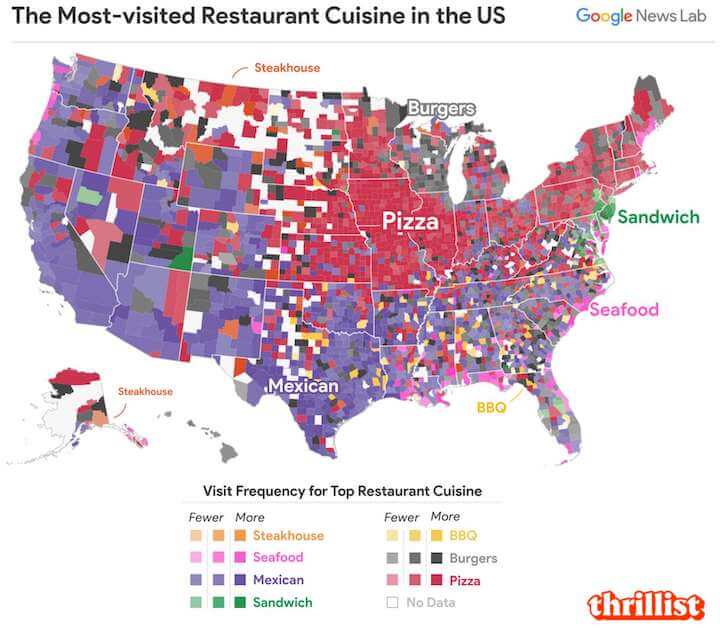 The Most-visited Restaurant Cuisine in the US
Google News Lab
Steakhouse
Burgers
Pizza
Sandwich
Seafood
Mexican
Steakhouse
BBQ
Visit Frequency for Top Restaurant Cuisine
Fewer More Fewer More
Steakhouse BBQ
Seafood Burgers
Mexican Pizza
Sandwich No Data
thrillist